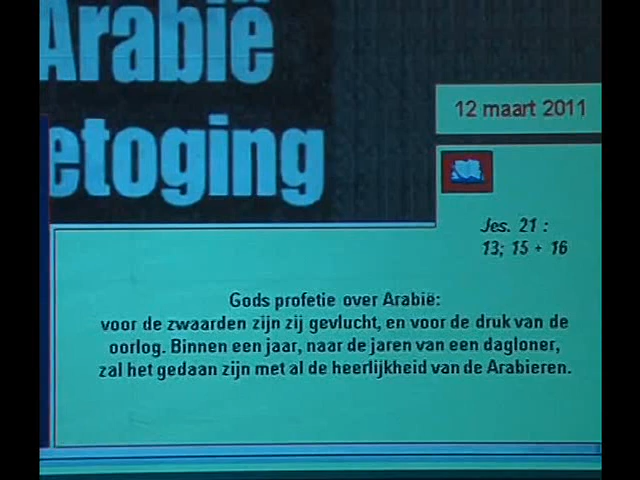 Arabië
etoging
12 maart 2011
Jes. 21 :
13; 15 + 16
Gods profetie over Arabië:
voor de zwaarden zijn zij gevlucht, en voor de druk van de
oorlog. Binnen een jaar, naar de jaren van een dagloner,
zal het gedaan zijn met al de heerlijkheid van de Arabieren.